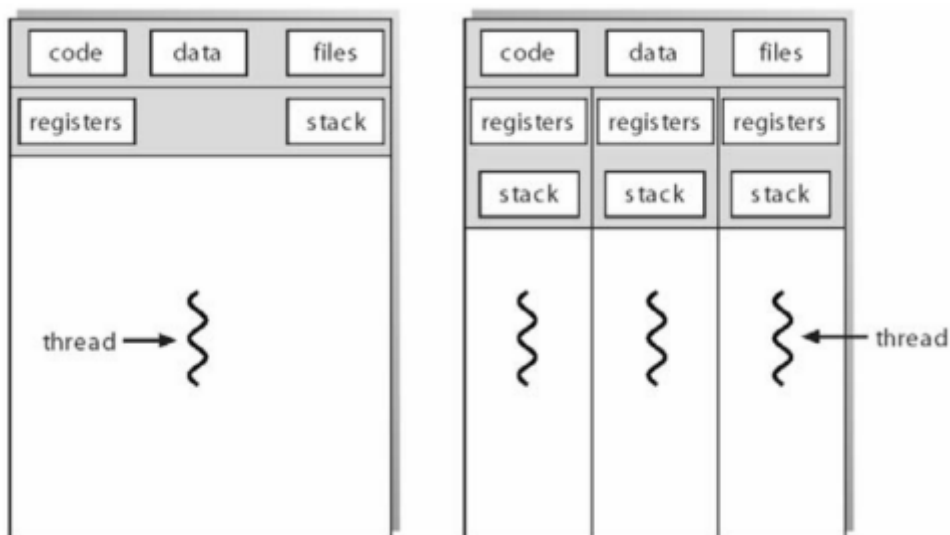 code data files
registers stack
thread
code data files
registers registers registers
stack stack stack
thread